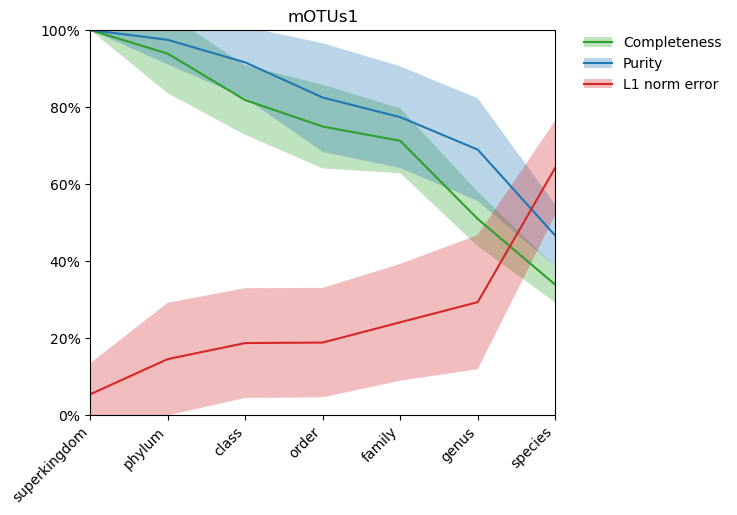 mOTUs1
100%
80%
60%
40%
20%
0%
superkingdom
phylum
class
order
family
genus
species
Completeness
Purity
L1 norm error